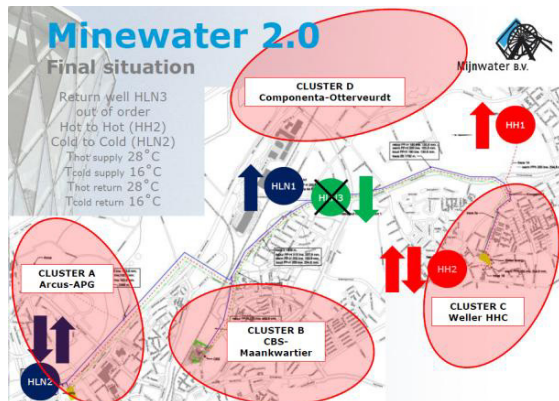 Minewater 2.0
Final situation
Mijnwater B.V.
Return well HLN3
out of order
Hot to Hot (HH2)
Cold to Cold (HLN2)
Thot supply 28°C
Tcold supply 16°C
Thot return 28°C
Tcold return 16°C
CLUSTER D
Componenta-Otterveurdt
HH1
HLN1
HLN3
CLUSTER A
Arcus-APG
HH2
CLUSTER C
Weller HHC
CLUSTER B
CBS-
Maankwartier
HLN2